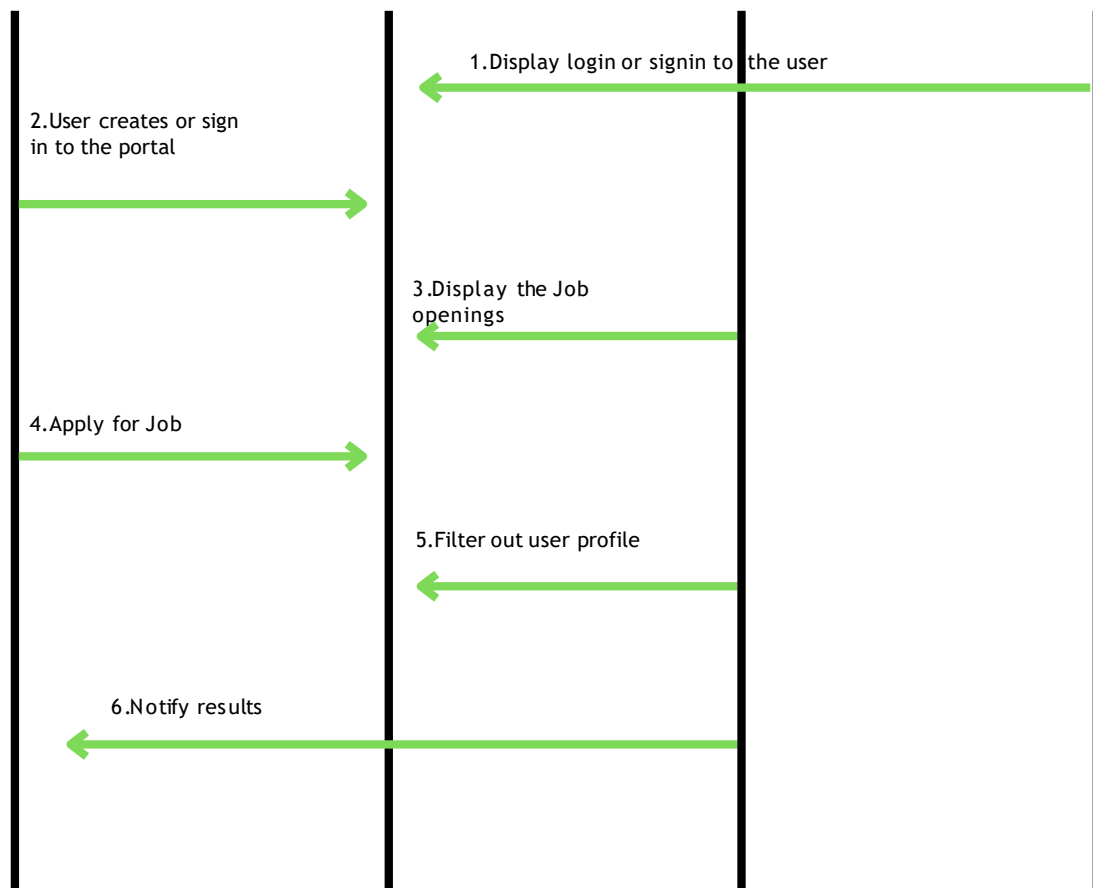 1.Display login or signin to the user
2.User creates or sign
in to the portal
3.Display the Job
openings
4.Apply for Job
5.Filter out user profile
6.Notify results